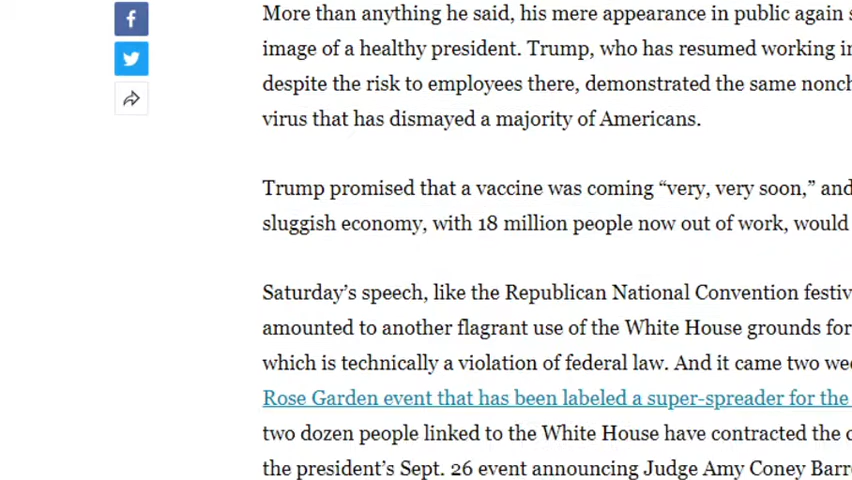 More than anything he said, his mere appearance in public again
image of a healthy president. Trump, who has resumed working
despite the risk to employees there, demonstrated the same
virus that has dismayed a majority of Americans.
Trump promised that a vaccine was coming “very, very soon,” and
sluggish economy, with 18 million people now out of work, would
Saturday’s speech, like the Republican National Convention
amounted to another flagrant use of the White House grounds for
which is technically a violation of federal law. And it came two
Rose Garden event that has been labeled a super-spreader for the
two dozen people linked to the White House have contracted the
the president’s Sept. 26 event announcing Judge Amy Coney